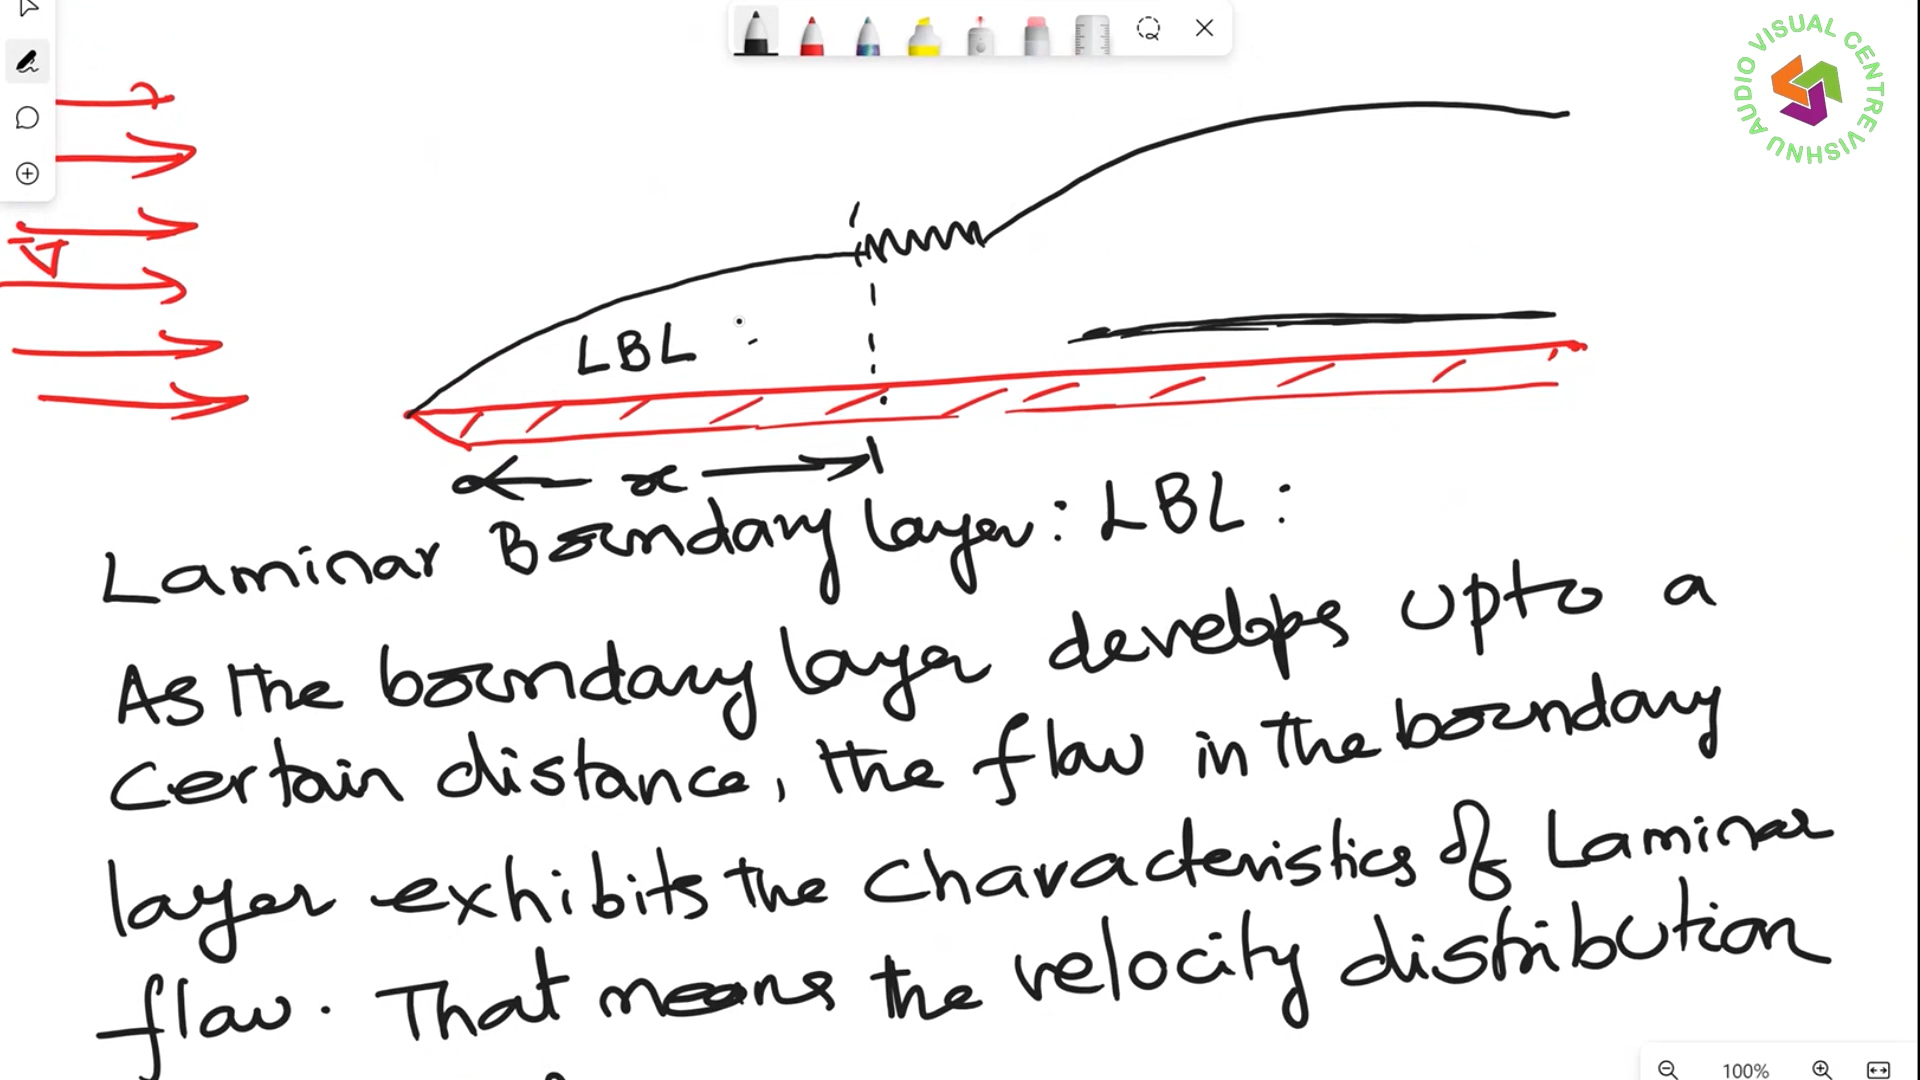 VISHNU AUDIO VISUAL CENTRE
V
LBL
x
Laminar Boundary layer: LBL:
As the boundary layer develops upto a
certain distance, the flow in the boundary
layer exhibits the characteristics of Laminar
flow. That means the velocity distribution
100%